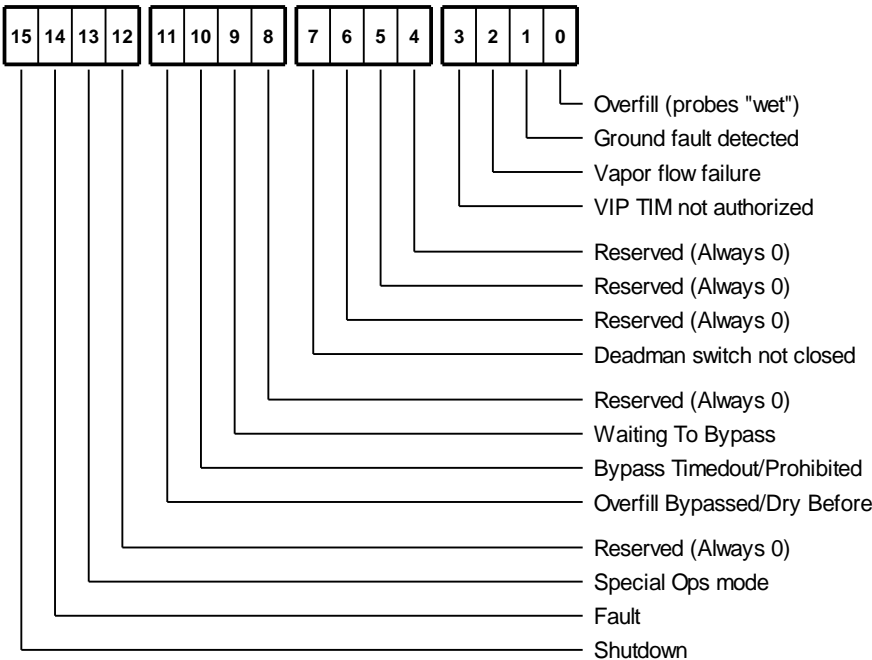 15 14 13 12 11 10 9 8 7 6 5 4 3 2 1 0
Overfill (probes "wet")
Ground fault detected
Vapor flow failure
VIP TIM not authorized
Reserved (Always 0)
Reserved (Always 0)
Reserved (Always 0)
Deadman switch not closed
Reserved (Always 0)
Waiting To Bypass
Bypass Timedout/Prohibited
Overfill Bypassed/Dry Before
Reserved (Always 0)
Special Ops mode
Fault
Shutdown